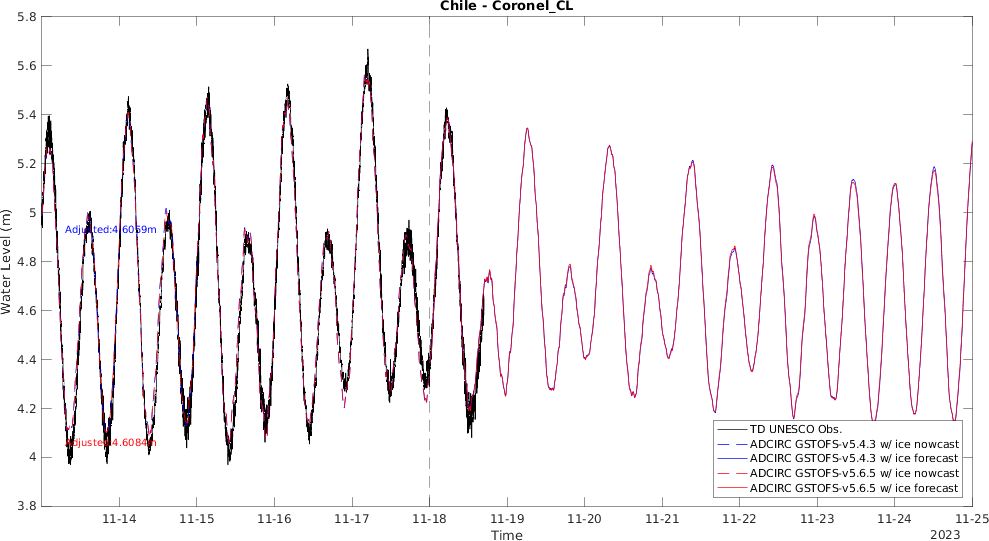 Chile - Coronel_CL
5.8
5.6
5.4
5.2
5
4.8
4.6
4.4
4.2
4
3.8
Water Level (m)
Adjusted:4.6059m
Adjusted:4.6084m
TD UNESCO Obs.
ADCIRC GSTOFS-v5.4.3 w/ ice nowcast
ADCIRC GSTOFS-v5.4.3 w/ ice forecast
ADCIRC GSTOFS-v5.6.5 w/ ice nowcast
ADCIRC GSTOFS-v5.6.5 w/ ice forecast
11-14 11-15 11-16 11-17 11-18 11-19 11-20 11-21 11-22 11-23 11-24 11-25
Time
2023